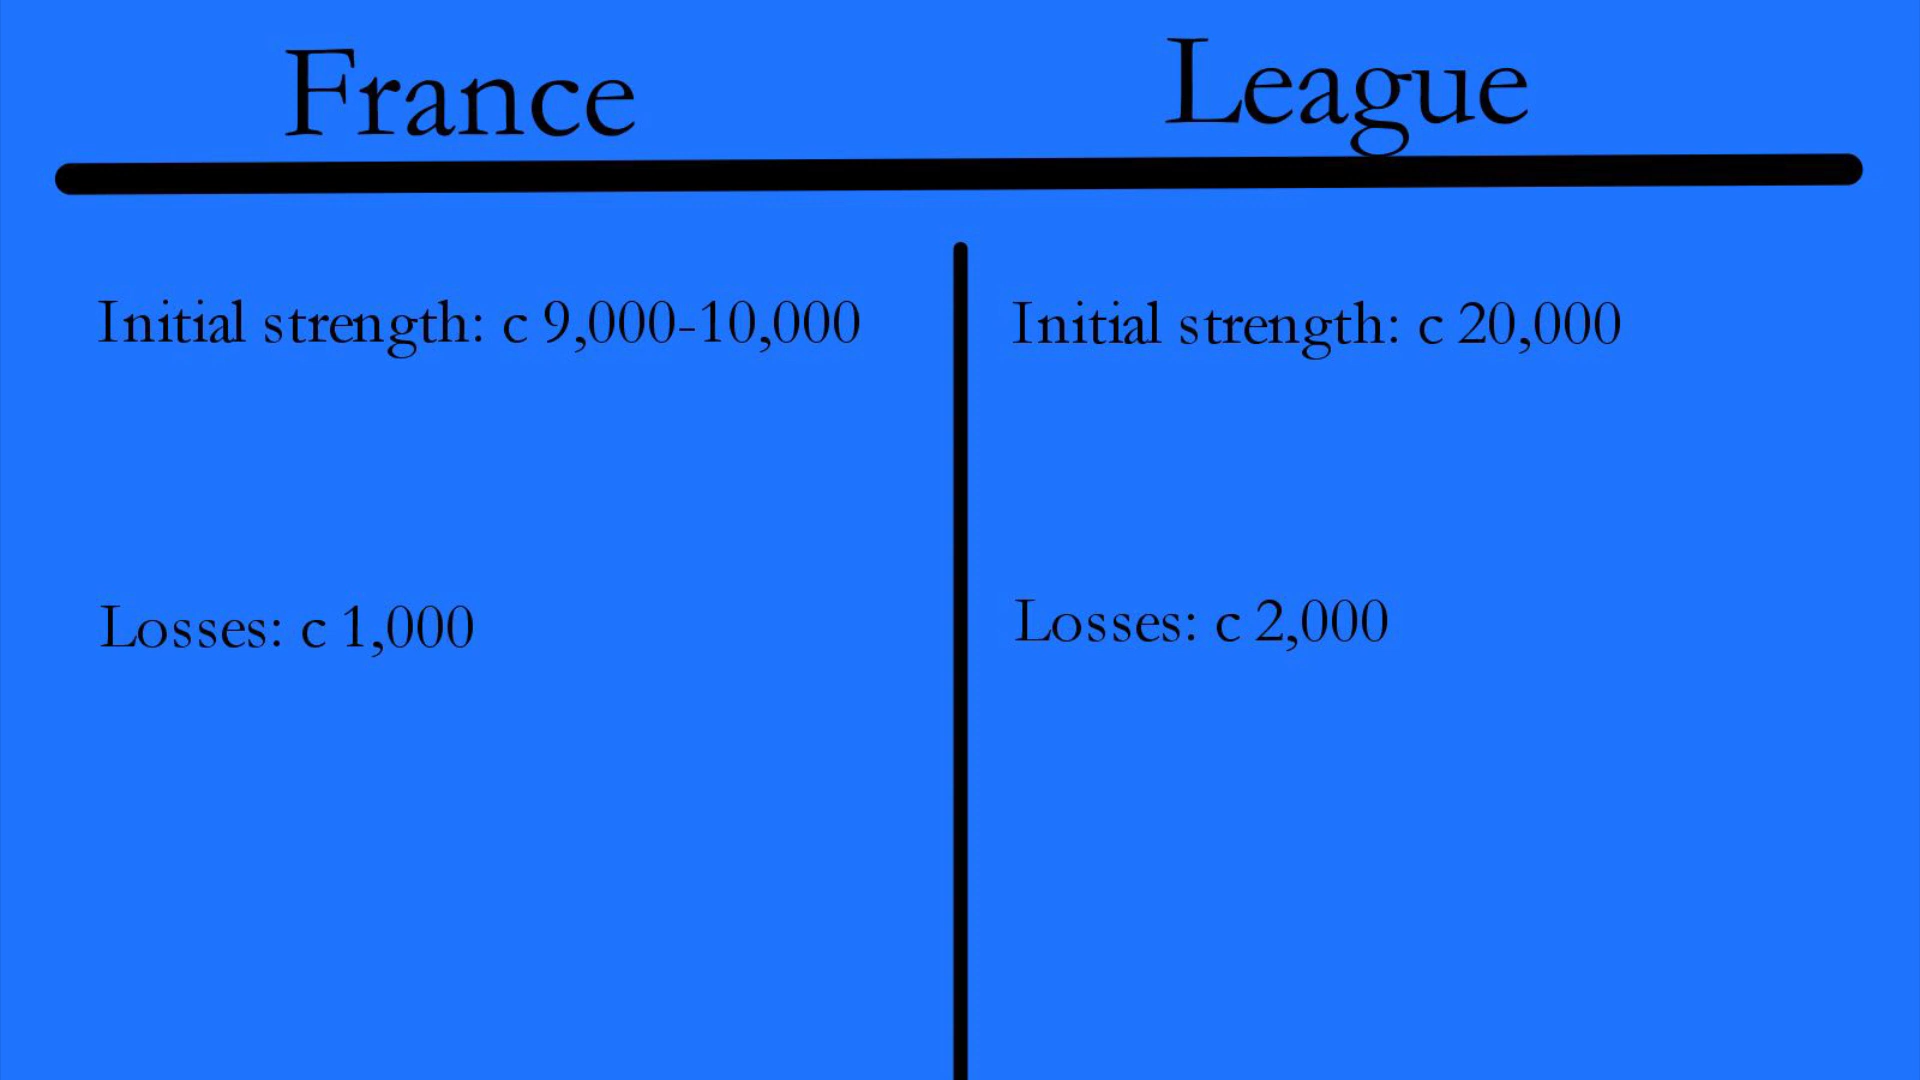 France
League
Initial strength: c 9,000-10,000
Initial strength: c 20,000
Losses: c 1,000
Losses: c 2,000